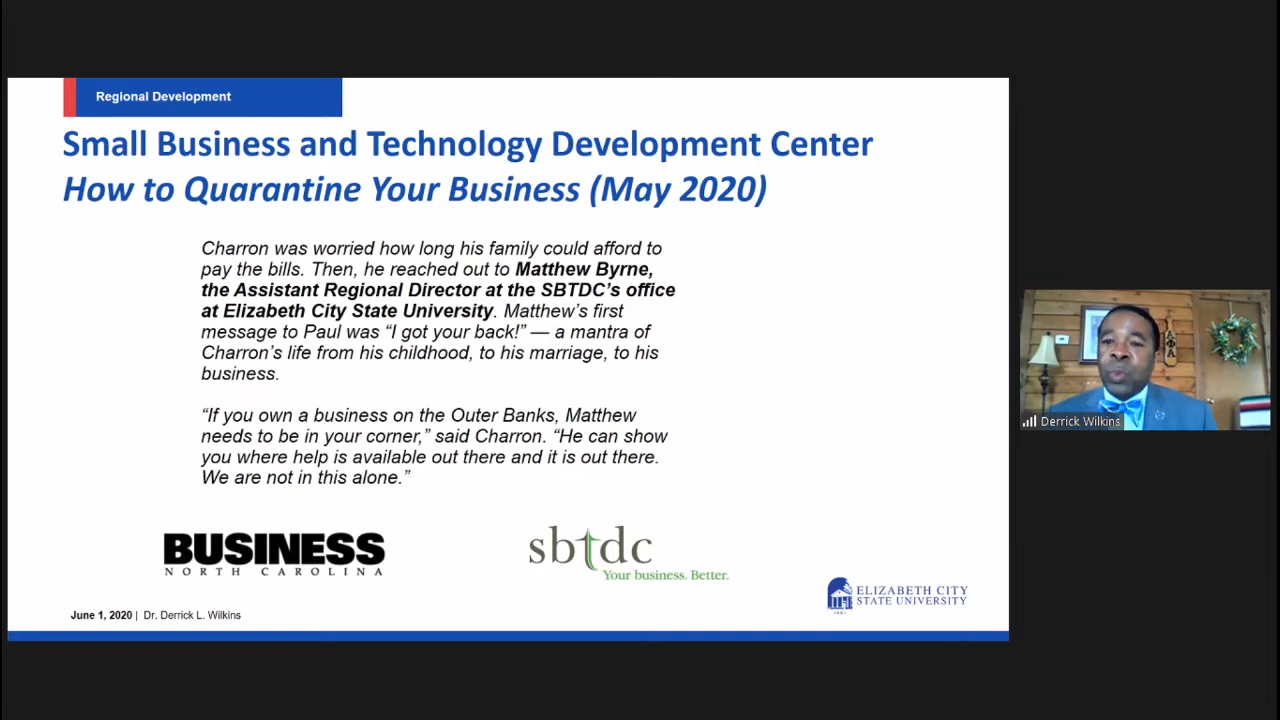 Regional Development
Small Business and Technology Development Center
How to Quarantine Your Business (May 2020)
Charron was worried how long his family could afford to
pay the bills. Then, he reached out to Matthew Byrne,
the Assistant Regional Director at the SBTDC’s office
at Elizabeth City State University. Matthew’s first
message to Paul was “I got your back!” — a mantra of
Charron’s life from his childhood, to his marriage, to his
business.
“If you own a business on the Outer Banks, Matthew
needs to be in your corner,” said Charron. “He can show
you where help is available out there and it is out there.
We are not in this alone.”
BUSINESS
NORTH CAROLINA
sbtdc
Your business. Better.
ELIZABETH CITY
STATE UNIVERSITY
June 1, 2020 | Dr. Derrick L. Wilkins
ΑΦΑ
Derrick Wilkins